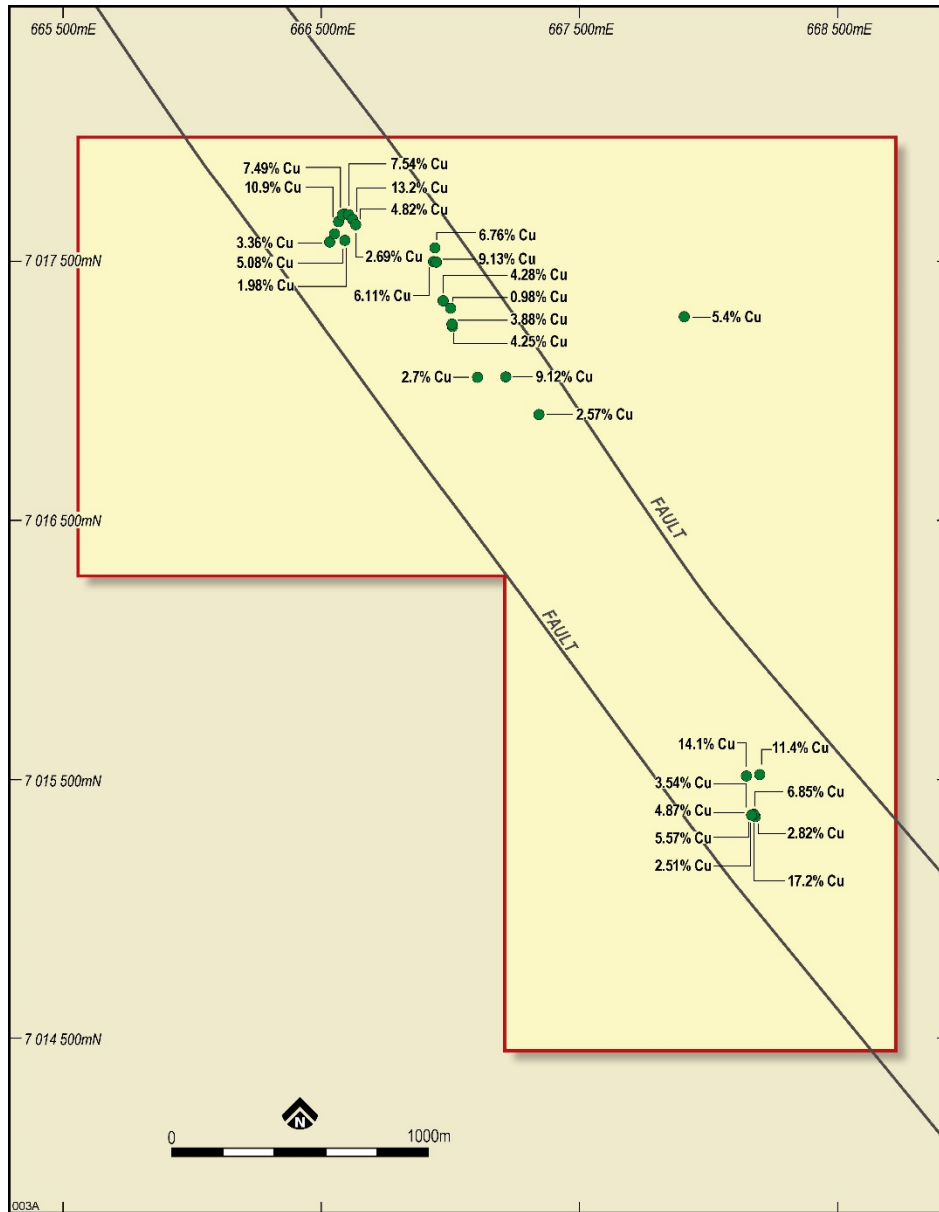 665 500mE
666 500mE
667 500mE
668 500mE
7.49% Cu
7.54% Cu
10.9% Cu
13.2% Cu
4.82% Cu
3.36% Cu
5.08% Cu
2.69% Cu
1.98% Cu
6.76% Cu
7 017 500mN
9.13% Cu
4.28% Cu
6.11% Cu
0.98% Cu
3.88% Cu
4.25% Cu
5.4% Cu
2.7% Cu
9.12% Cu
2.57% Cu
7 016 500mN
FAULT
FAULT
14.1% Cu
11.4% Cu
7 015 500mN
3.54% Cu
6.85% Cu
4.87% Cu
5.57% Cu
2.82% Cu
2.51% Cu
17.2% Cu
7 014 500mN
N
0
1000m
003A